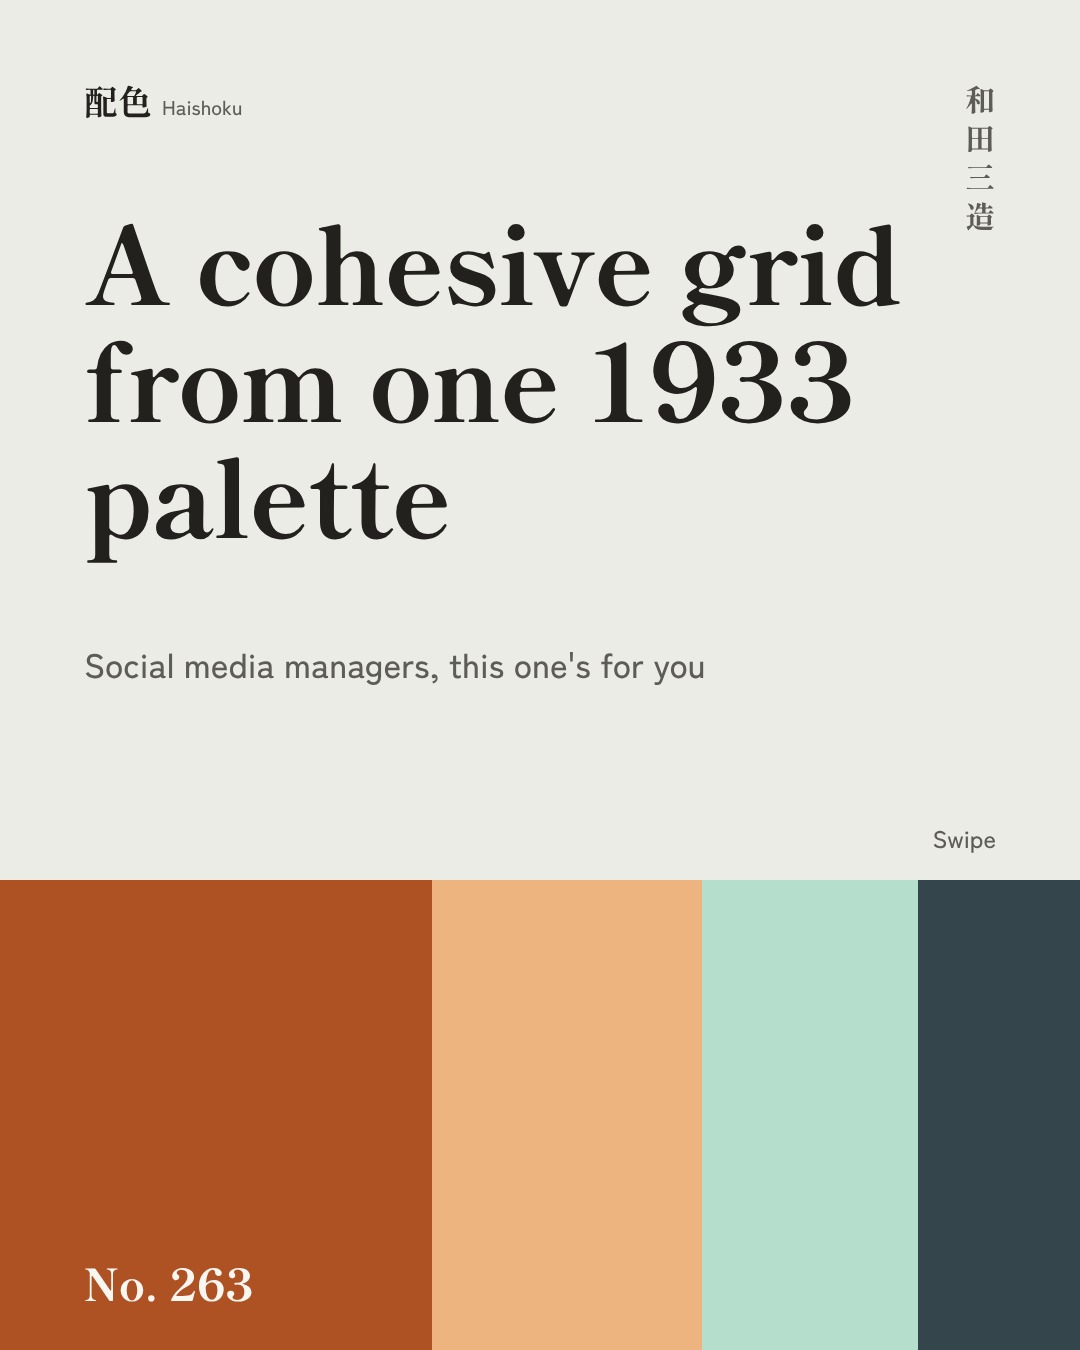 配色 Haishoku
和田三造
A cohesive grid
from one 1933
palette
Social media managers, this one's for you
Swipe
No. 263